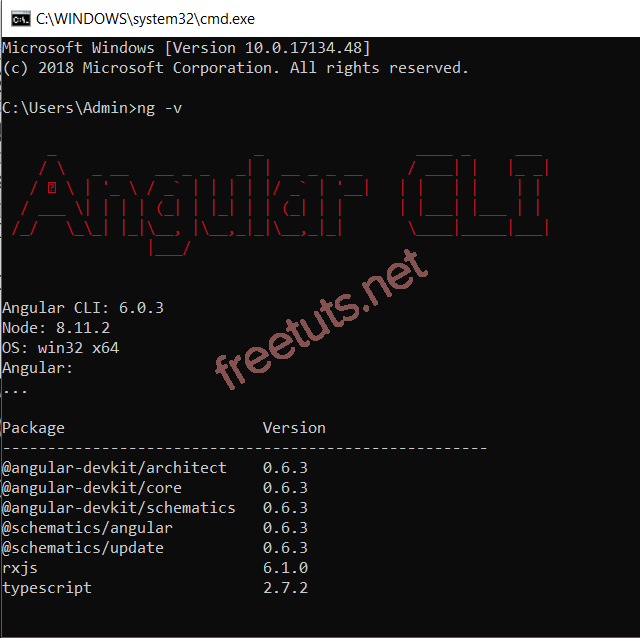 C:\WINDOWS\system32\cmd.exe
Microsoft Windows [Version 10.0.17134.48]
(c) 2018 Microsoft Corporation. All rights reserved.
C:\Users\Admin>ng -v
Angular CLI
Angular CLI: 6.0.3
Node: 8.11.2
OS: win32 x64
Angular:
...
freetuts.net
Package Version
------------------------------------------------------
@angular-devkit/architect 0.6.3
@angular-devkit/core 0.6.3
@angular-devkit/schematics 0.6.3
@schematics/angular 0.6.3
@schematics/update 0.6.3
rxjs 6.1.0
typescript 2.7.2